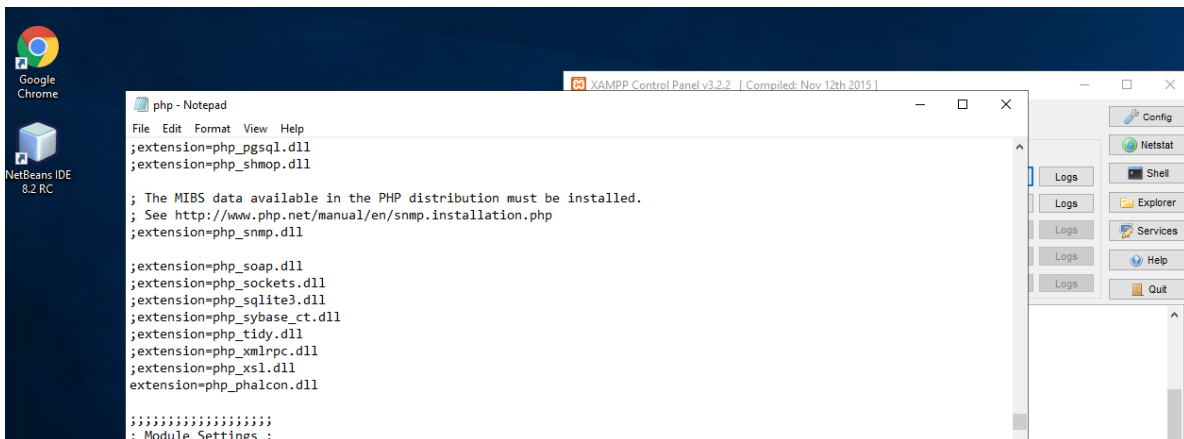 Google
Chrome
NetBeans IDE
8.2 RC
XAMPP Control Panel v3.2.2 [ Compiled: Nov 12th 2015 ]
php - Notepad
File Edit Format View Help
;extension=php_pgsql.dll
;extension=php_shmop.dll
; The MIBS data available in the PHP distribution must be installed.
; See http://www.php.net/manual/en/snmp.installation.php
;extension=php_snmp.dll
;extension=php_soap.dll
;extension=php_sockets.dll
;extension=php_sqlite3.dll
;extension=php_sybase_ct.dll
;extension=php_tidy.dll
;extension=php_xmlrpc.dll
;extension=php_xsl.dll
extension=php_phalcon.dll
;;;;;;;;;;;;;;;;;;;
; Module Settings ;
Logs
Logs
Logs
Logs
Logs
Config
Netstat
Shell
Explorer
Services
Help
Quit